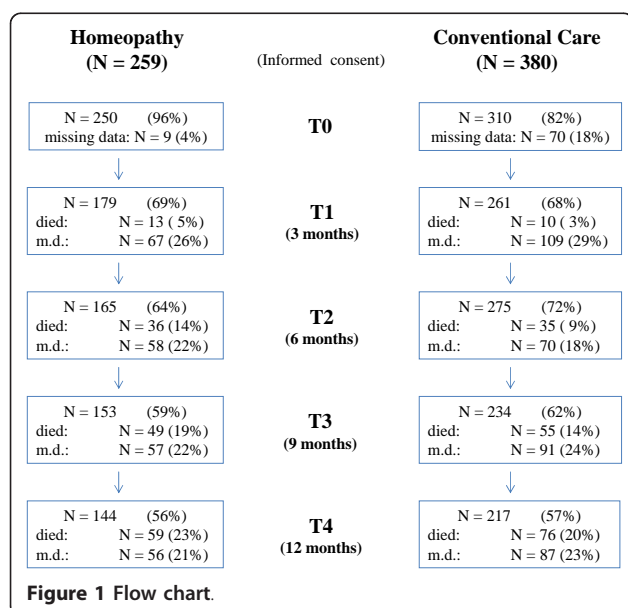 Homeopathy
(N = 259)
(Informed consent)
Conventional Care
(N = 380)
N = 250 (96%)
missing data: N = 9 (4%)
T0
N = 310 (82%)
missing data: N = 70 (18%)
N = 179 (69%)
died: N = 13 ( 5%)
m.d.: N = 67 (26%)
T1
(3 months)
N = 261 (68%)
died: N = 10 ( 3%)
m.d.: N = 109 (29%)
N = 165 (64%)
died: N = 36 (14%)
m.d.: N = 58 (22%)
T2
(6 months)
N = 275 (72%)
died: N = 35 ( 9%)
m.d.: N = 70 (18%)
N = 153 (59%)
died: N = 49 (19%)
m.d.: N = 57 (22%)
T3
(9 months)
N = 234 (62%)
died: N = 55 (14%)
m.d.: N = 91 (24%)
N = 144 (56%)
died: N = 59 (23%)
m.d.: N = 56 (21%)
T4
(12 months)
N = 217 (57%)
died: N = 76 (20%)
m.d.: N = 87 (23%)
Figure 1 Flow chart.